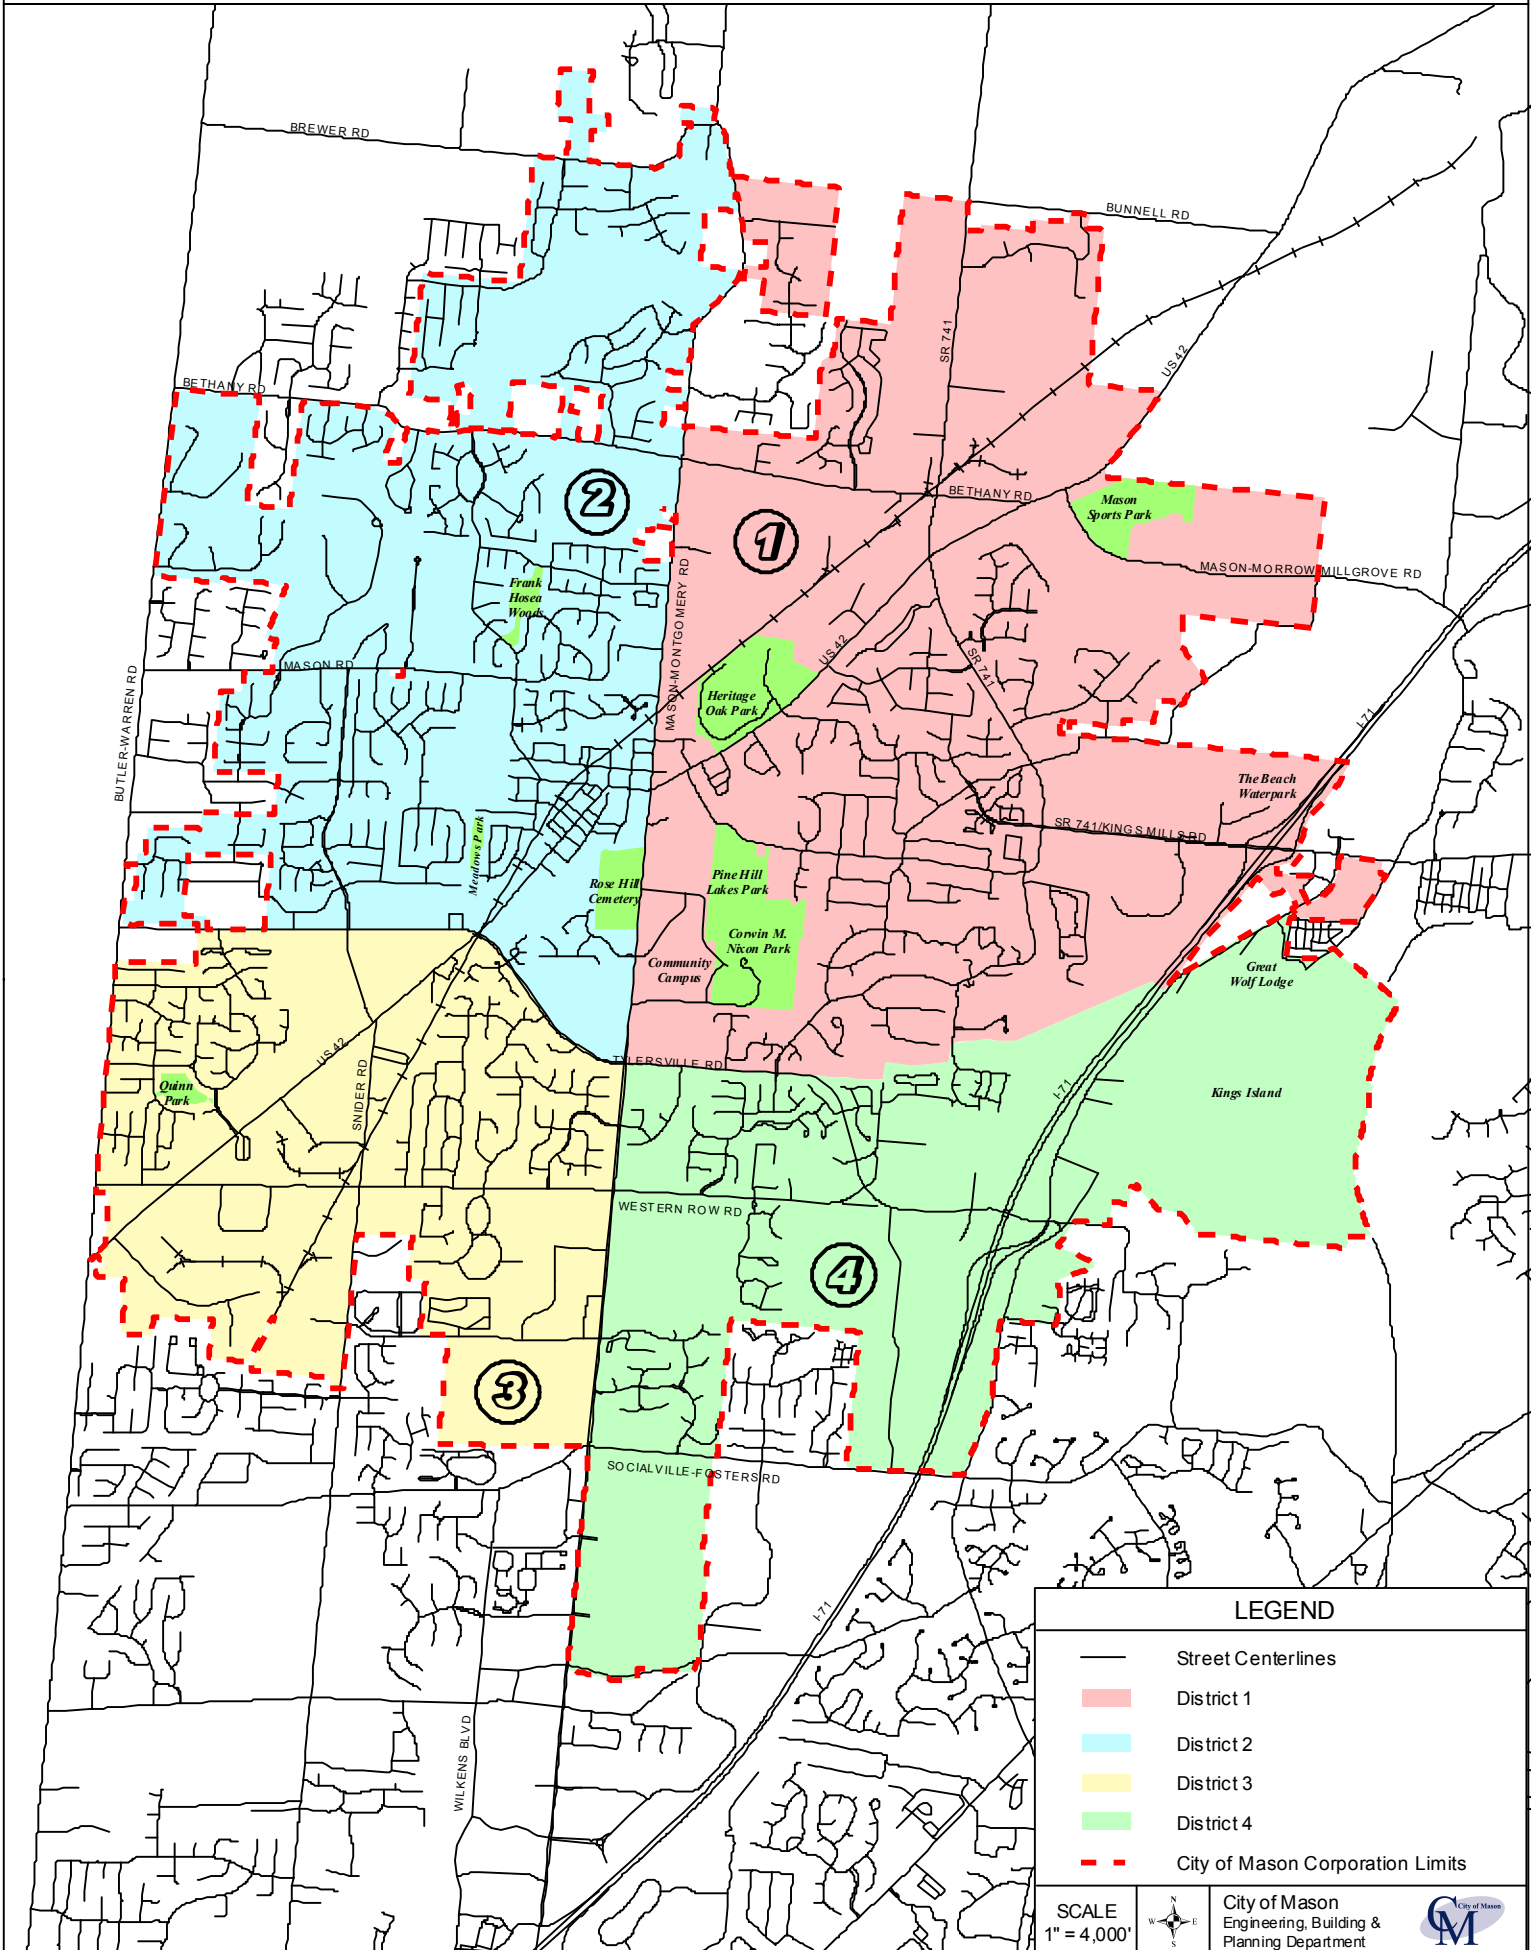 BREWER RD
BUNNELL RD
SR 741
US 42
BETHANY RD
2
1
BETHANY RD
Mason
Sports Park
MASON-MORROW-MILLGROVE RD
Frank
Hosea
Woods
MASON-MONTGOMERY RD
US 42
SR 741
MASON RD
Heritage
Oak Park
BUTLER-WARREN RD
I-71
The Beach
Waterpark
SR 741/KINGS MILLS RD
Meadows Park
Rose Hill
Cemetery
Pine Hill
Lakes Park
Corwin M.
Nixon Park
Community
Campus
Great
Wolf Lodge
US 42
TYLERSVILLE RD
SNIDER RD
Quinn
Park
I-71
Kings Island
WESTERN ROW RD
4
3
SOCIALVILLE-FOSTERS RD
I-71
WILKENS BLVD
LEGEND
Street Centerlines
District 1
District 2
District 3
District 4
City of Mason Corporation Limits
SCALE
1" = 4,000'
N
W E
S
City of Mason
Engineering, Building &
Planning Department
CM
City of Mason